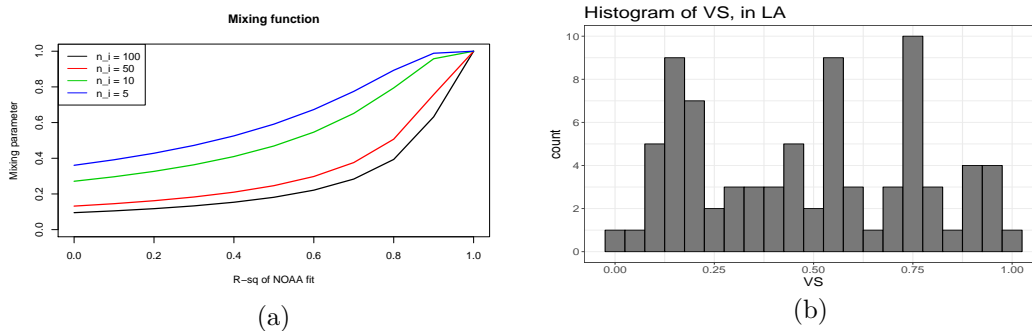 Mixing function
n_i = 100
n_i = 50
n_i = 10
n_i = 5
Mixing parameter
0.0
0.2
0.4
0.6
0.8
1.0
0.0 0.2 0.4 0.6 0.8 1.0
R−sq of NOAA fit
(a)
Histogram of VS, in LA
count
10
8
6
4
2
0
0.00 0.25 0.50 0.75 1.00
VS
(b)